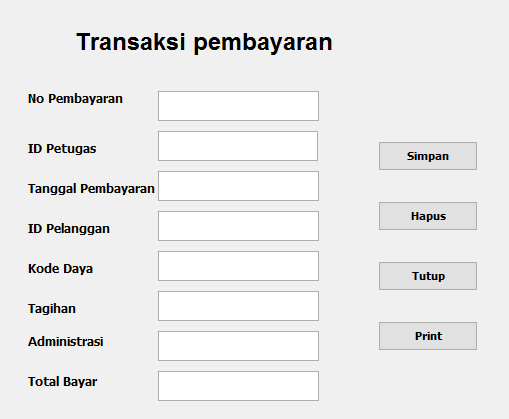 Transaksi pembayaran
No Pembayaran
ID Petugas
Tanggal Pembayaran
ID Pelanggan
Kode Daya
Tagihan
Administrasi
Total Bayar
Simpan
Hapus
Tutup
Print